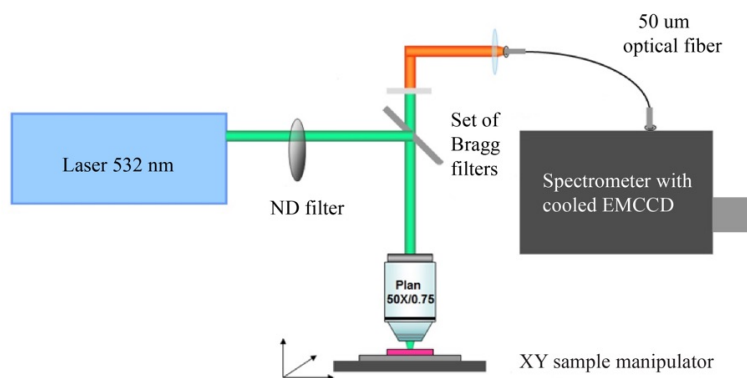 50 um
optical fiber
Set of
Bragg
filters
Laser 532 nm
ND filter
Spectrometer with
cooled EMCCD
Plan
50X/0.75
XY sample manipulator